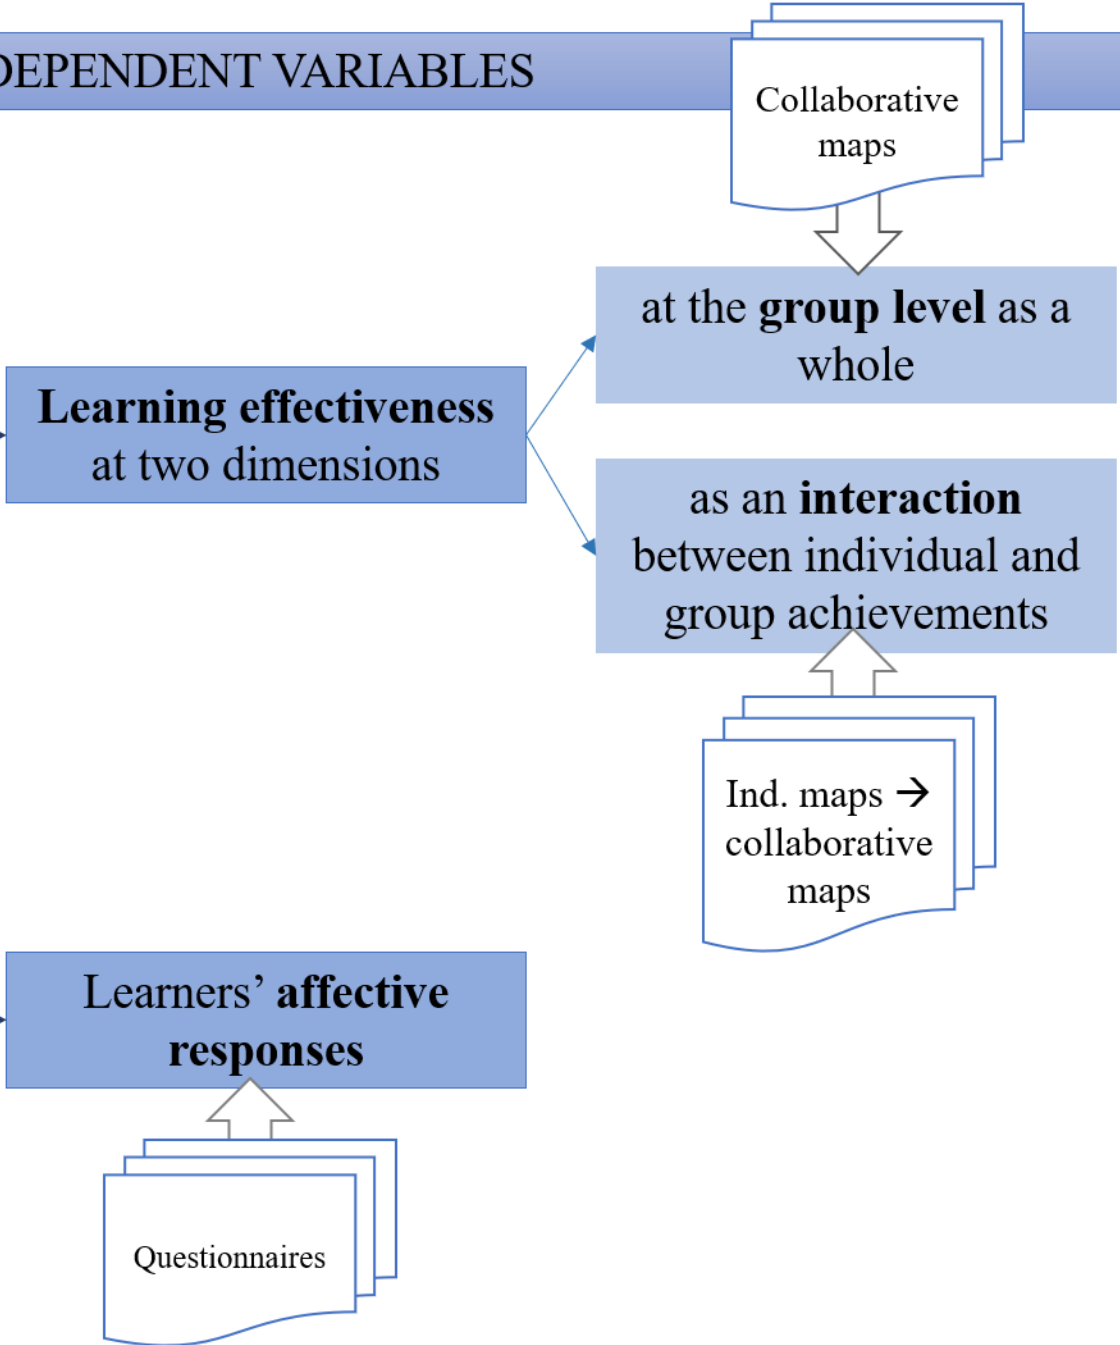 DEPENDENT VARIABLES
Collaborative
maps
at the group level as a
whole
Learning effectiveness
at two dimensions
as an interaction
between individual and
group achievements
Ind. maps →
collaborative
maps
Learners’ affective
responses
Questionnaires